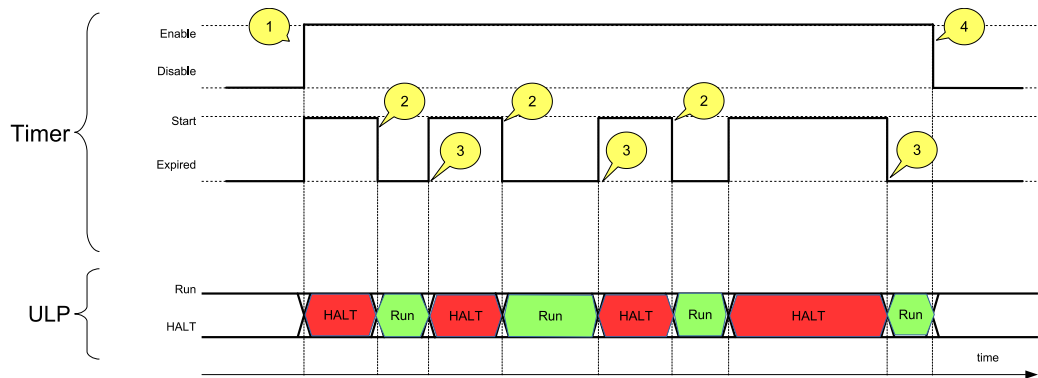 1
4
Enable
Disable
2
2
2
Start
Timer
3
3
3
Expired
Run
ULP
HALT
Run
HALT
Run
HALT
Run
HALT
Run
HALT
time